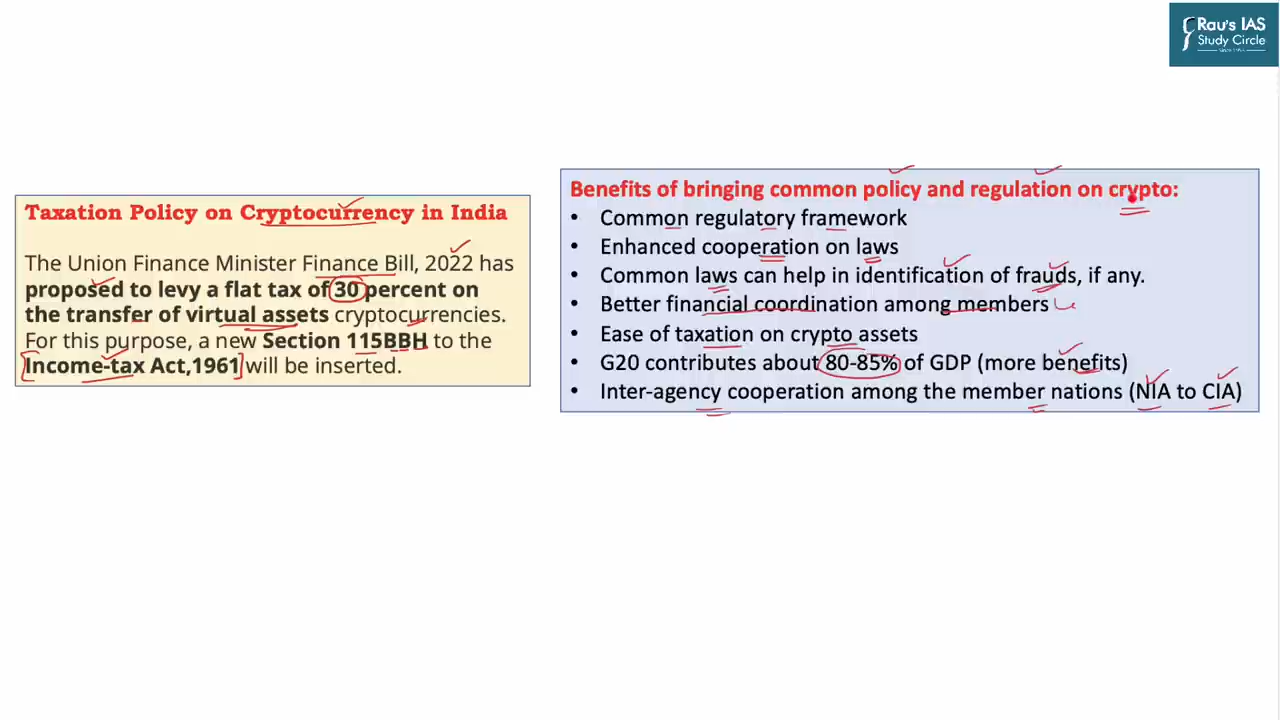 Rau's IAS
Study Circle
Taxation Policy on Cryptocurrency in India
The Union Finance Minister Finance Bill, 2022 has
proposed to levy a flat tax of 30 percent on
the transfer of virtual assets cryptocurrencies.
For this purpose, a new Section 115BBH to the
Income-tax Act,1961 will be inserted.
Benefits of bringing common policy and regulation on crypto:
• Common regulatory framework
• Enhanced cooperation on laws
• Common laws can help in identification of frauds, if any.
• Better financial coordination among members
• Ease of taxation on crypto assets
• G20 contributes about 80-85% of GDP (more benefits)
• Inter-agency cooperation among the member nations (NIA to CIA)